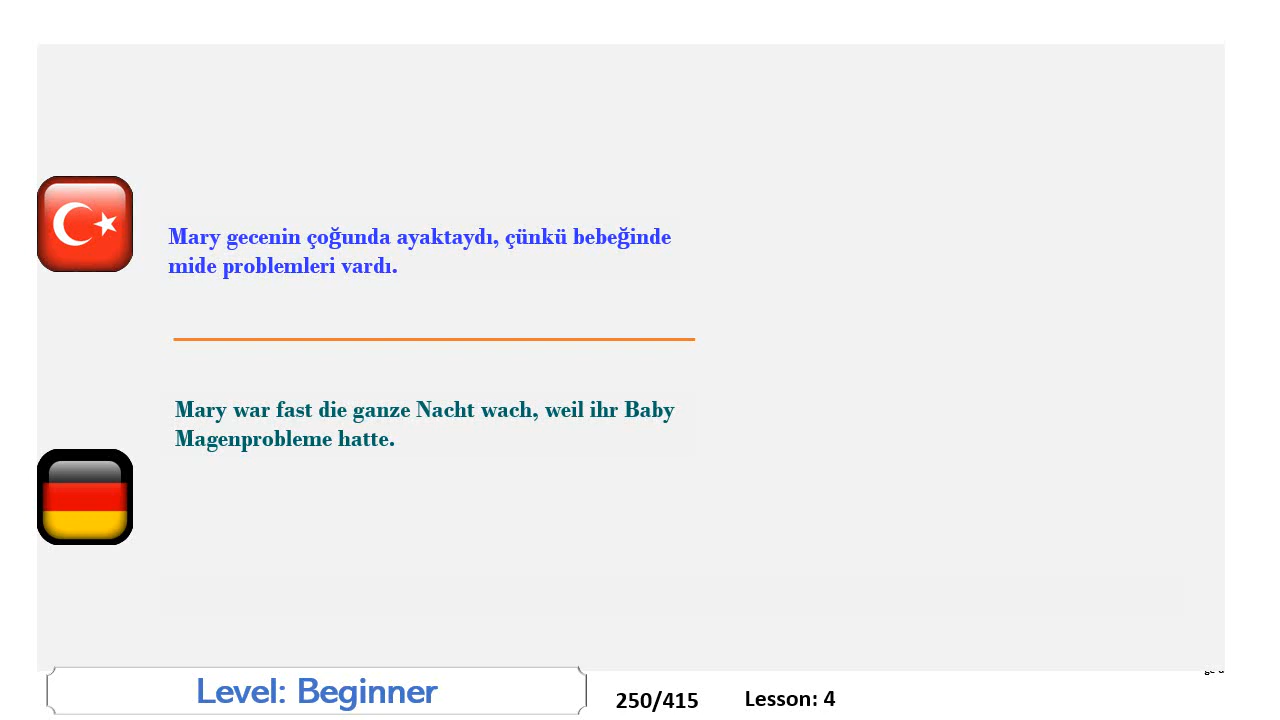 Mary gecenin çoğunda ayaktaydı, çünkü bebeğinde
mide problemleri vardı.
Mary war fast die ganze Nacht wach, weil ihr Baby
Magenprobleme hatte.
Level: Beginner
250/415
Lesson: 4